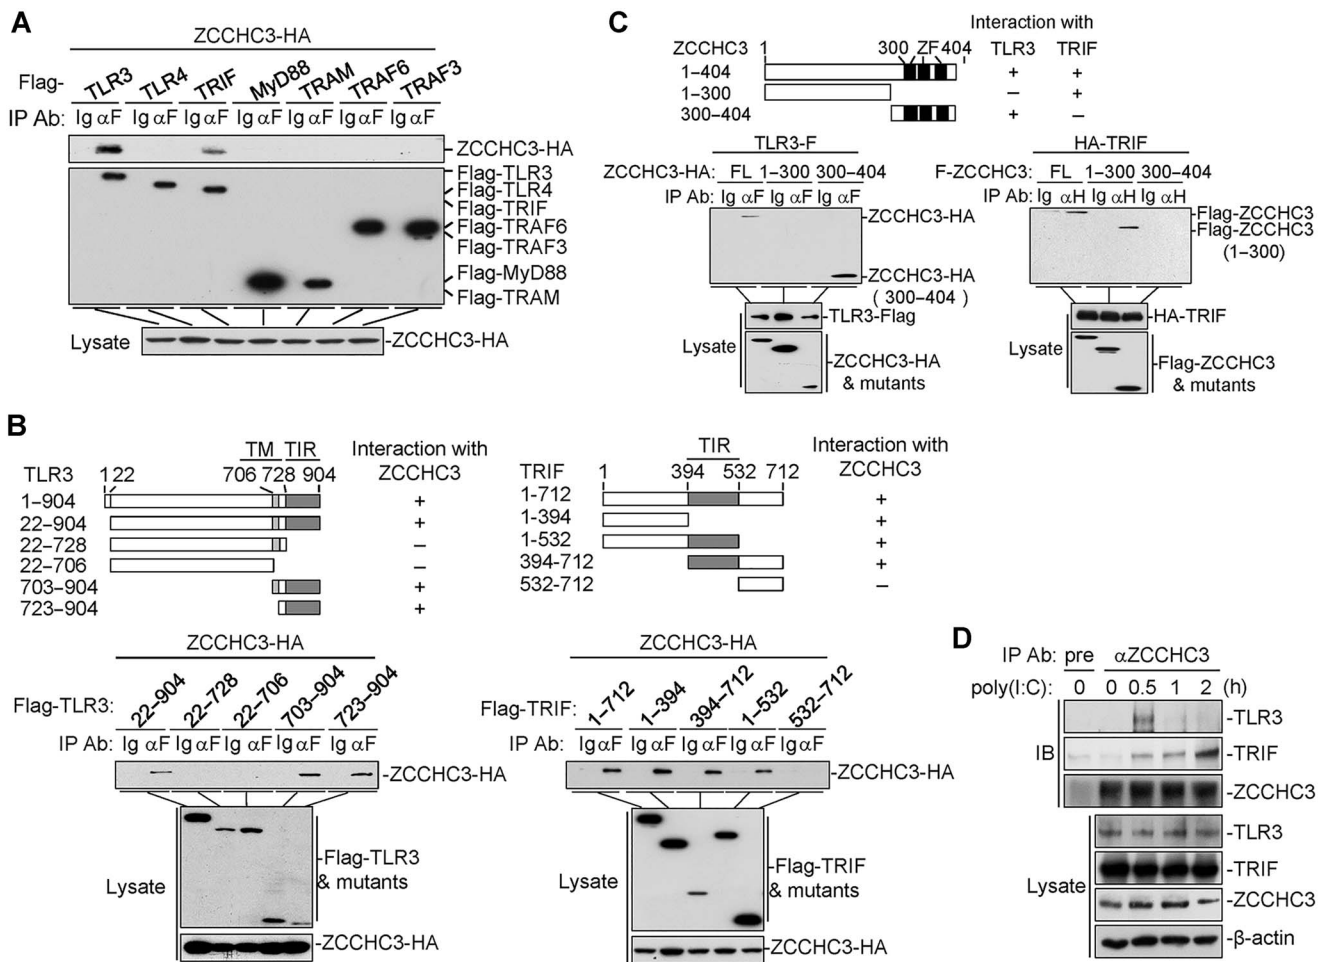 A
ZCCHC3-HA
Flag- TLR3 TLR4 TRIF MyD88 TRAM TRAF6 TRAF3
IP Ab: Ig αF Ig αF Ig αF Ig αF Ig αF Ig αF Ig αF
-ZCCHC3-HA
Flag-TLR3
Flag-TLR4
Flag-TRIF
Flag-TRAF6
Flag-TRAF3
Flag-MyD88
Flag-TRAM
Lysate -ZCCHC3-HA
B
TM TIR Interaction with
TLR3 1 22 706 728 904 ZCCHC3
1–904 +
22–904 +
22–728 –
22–706 –
703–904 +
723–904 +
ZCCHC3-HA
Flag-TLR3: 22–904 22–728 22–706 703–904 723–904
IP Ab: Ig αF Ig αF Ig αF Ig αF Ig αF
-ZCCHC3-HA
Lysate
-Flag-TLR3
& mutants
-ZCCHC3-HA
TIR Interaction with
TRIF 1 394 532 712 ZCCHC3
1-712 +
1-394 +
1-532 +
394-712 +
532-712 –
ZCCHC3-HA
Flag-TRIF: 1–712 1–394 394–712 1–532 532–712
IP Ab: Ig αF Ig αF Ig αF Ig αF Ig αF
-ZCCHC3-HA
Lysate
-Flag-TRIF
& mutants
-ZCCHC3-HA
C
Interaction with
ZCCHC3 1 300 ZF 404 TLR3 TRIF
1–404 + +
1–300 – +
300–404 + –
TLR3-F
ZCCHC3-HA: FL 1–300 300–404
IP Ab: Ig αF Ig αF Ig αF
-ZCCHC3-HA
-ZCCHC3-HA
( 300–404 )
-TLR3-Flag
Lysate
-ZCCHC3-HA
& mutants
HA-TRIF
F-ZCCHC3: FL 1–300 300–404
IP Ab: Ig αH Ig αH Ig αH
-Flag-ZCCHC3
-Flag-ZCCHC3
(1–300)
-HA-TRIF
Lysate
-Flag-ZCCHC3
& mutants
D
IP Ab: pre αZCCHC3
poly(I:C): 0 0 0.5 1 2 (h)
IB
-TLR3
-TRIF
-ZCCHC3
Lysate
-TLR3
-TRIF
-ZCCHC3
-β-actin